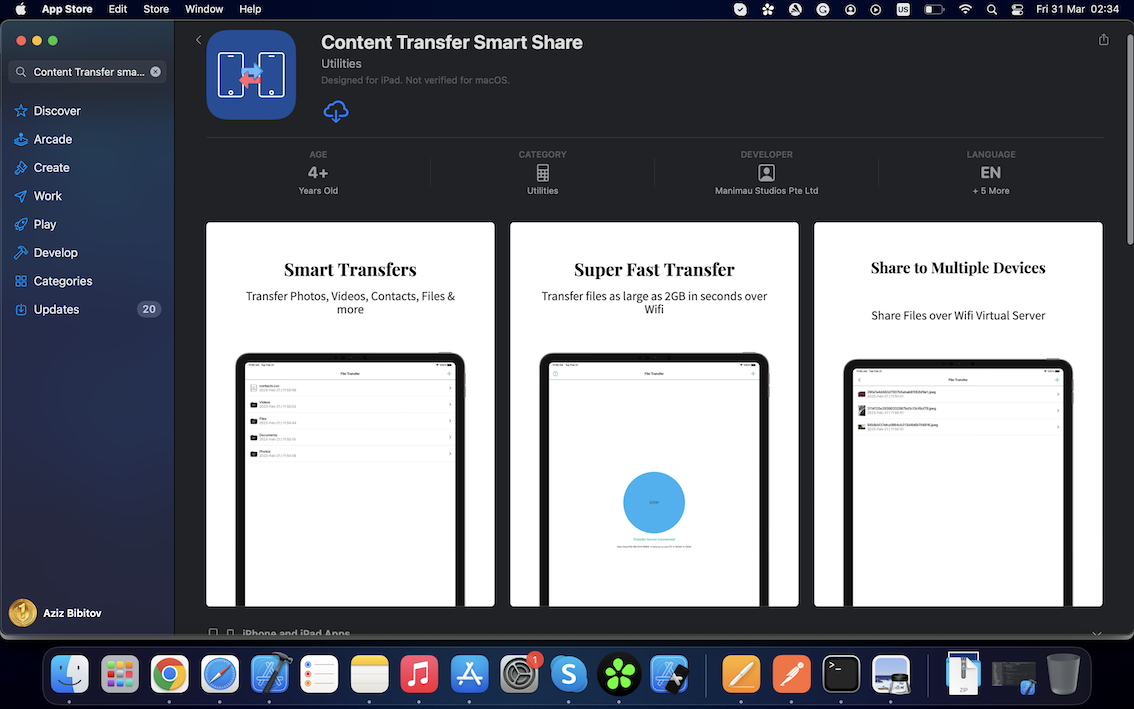 App Store Edit Store Window Help
US
Fri 31 Mar 02:34
Content Transfer sma...
Discover
Arcade
Create
Work
Play
Develop
Categories
Updates 20
Aziz Bibitov
Content Transfer Smart Share
Utilities
Designed for iPad. Not verified for macOS.
AGE
4+
Years Old
CATEGORY
Utilities
DEVELOPER
Manimau Studios Pte Ltd
LANGUAGE
EN
+ 5 More
Smart Transfers
Transfer Photos, Videos, Contacts, Files &
more
File Transfer
contacts.csv
Videos
Files
Documents
Photos
Super Fast Transfer
Transfer files as large as 2GB in seconds over
Wifi
File Transfer
Share to Multiple Devices
Share Files over Wifi Virtual Server
File Transfer
iPhone and iPad Apps
1
ZIP